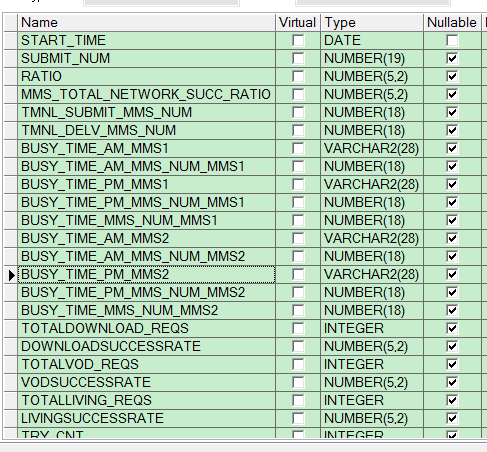 Name Virtual Type Nullable
START_TIME DATE
SUBMIT_NUM NUMBER(19)
RATIO NUMBER(5,2)
MMS_TOTAL_NETWORK_SUCC_RATIO NUMBER(5,2)
TMNL_SUBMIT_MMS_NUM NUMBER(18)
TMNL_DELV_MMS_NUM NUMBER(18)
BUSY_TIME_AM_MMS1 VARCHAR2(28)
BUSY_TIME_AM_MMS_NUM_MMS1 NUMBER(18)
BUSY_TIME_PM_MMS1 VARCHAR2(28)
BUSY_TIME_PM_MMS_NUM_MMS1 NUMBER(18)
BUSY_TIME_MMS_NUM_MMS1 NUMBER(18)
BUSY_TIME_AM_MMS2 VARCHAR2(28)
BUSY_TIME_AM_MMS_NUM_MMS2 NUMBER(18)
BUSY_TIME_PM_MMS2 VARCHAR2(28)
BUSY_TIME_PM_MMS_NUM_MMS2 NUMBER(18)
BUSY_TIME_MMS_NUM_MMS2 NUMBER(18)
TOTALDOWNLOAD_REQS INTEGER
DOWNLOADSUCCESSRATE NUMBER(5,2)
TOTALVOD_REQS INTEGER
VODSUCCESSRATE NUMBER(5,2)
TOTALLIVING_REQS INTEGER
LIVINGSUCCESSRATE NUMBER(5,2)
TRY_CNT INTEGER